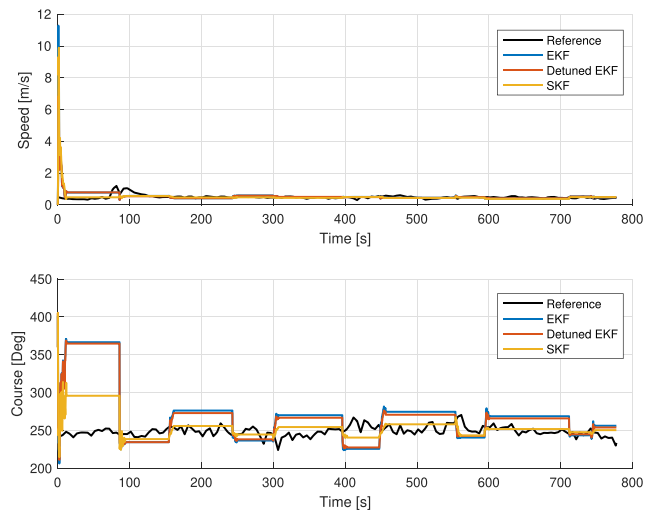 12
10
8
6
4
2
0
Speed [m/s]
Reference
EKF
Detuned EKF
SKF
0 100 200 300 400 500 600 700 800
Time [s]
450
400
350
300
250
200
Course [Deg]
Reference
EKF
Detuned EKF
SKF
0 100 200 300 400 500 600 700 800
Time [s]